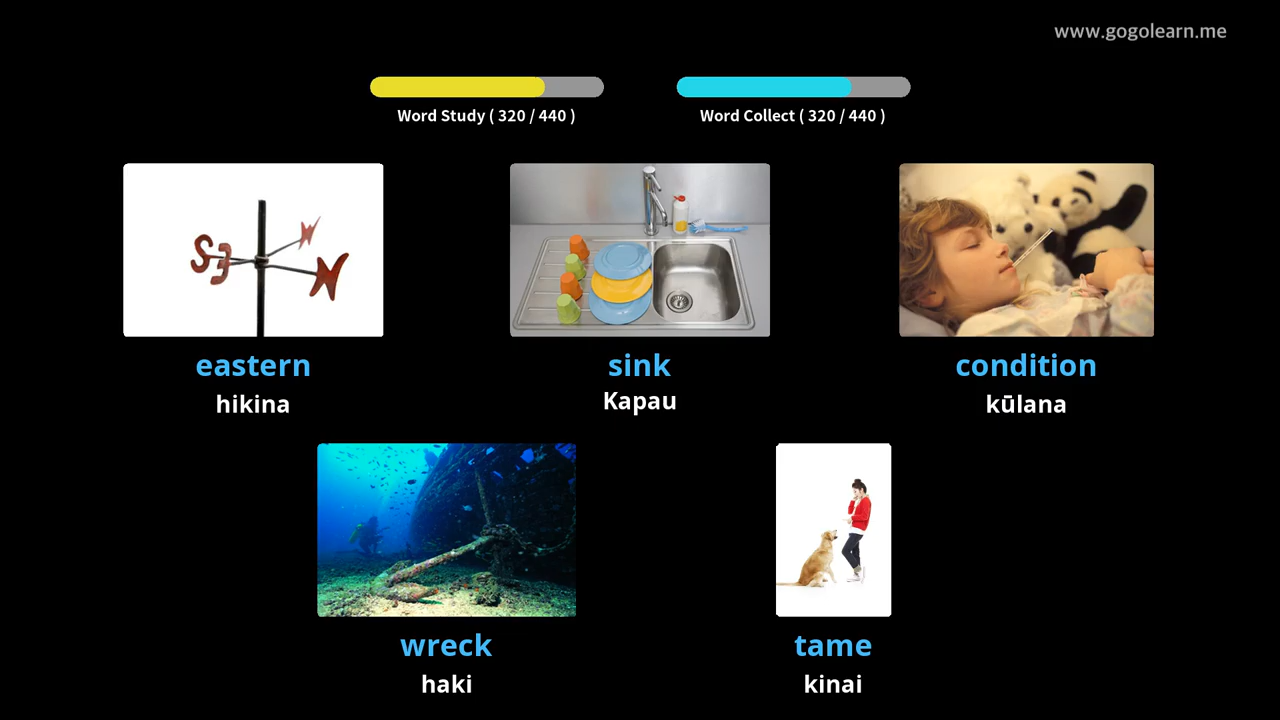 www.gogolearn.me
Word Study ( 320 / 440 )
Word Collect ( 320 / 440 )
S E N
eastern
hikina
sink
Kapau
condition
kūlana
wreck
haki
tame
kinai